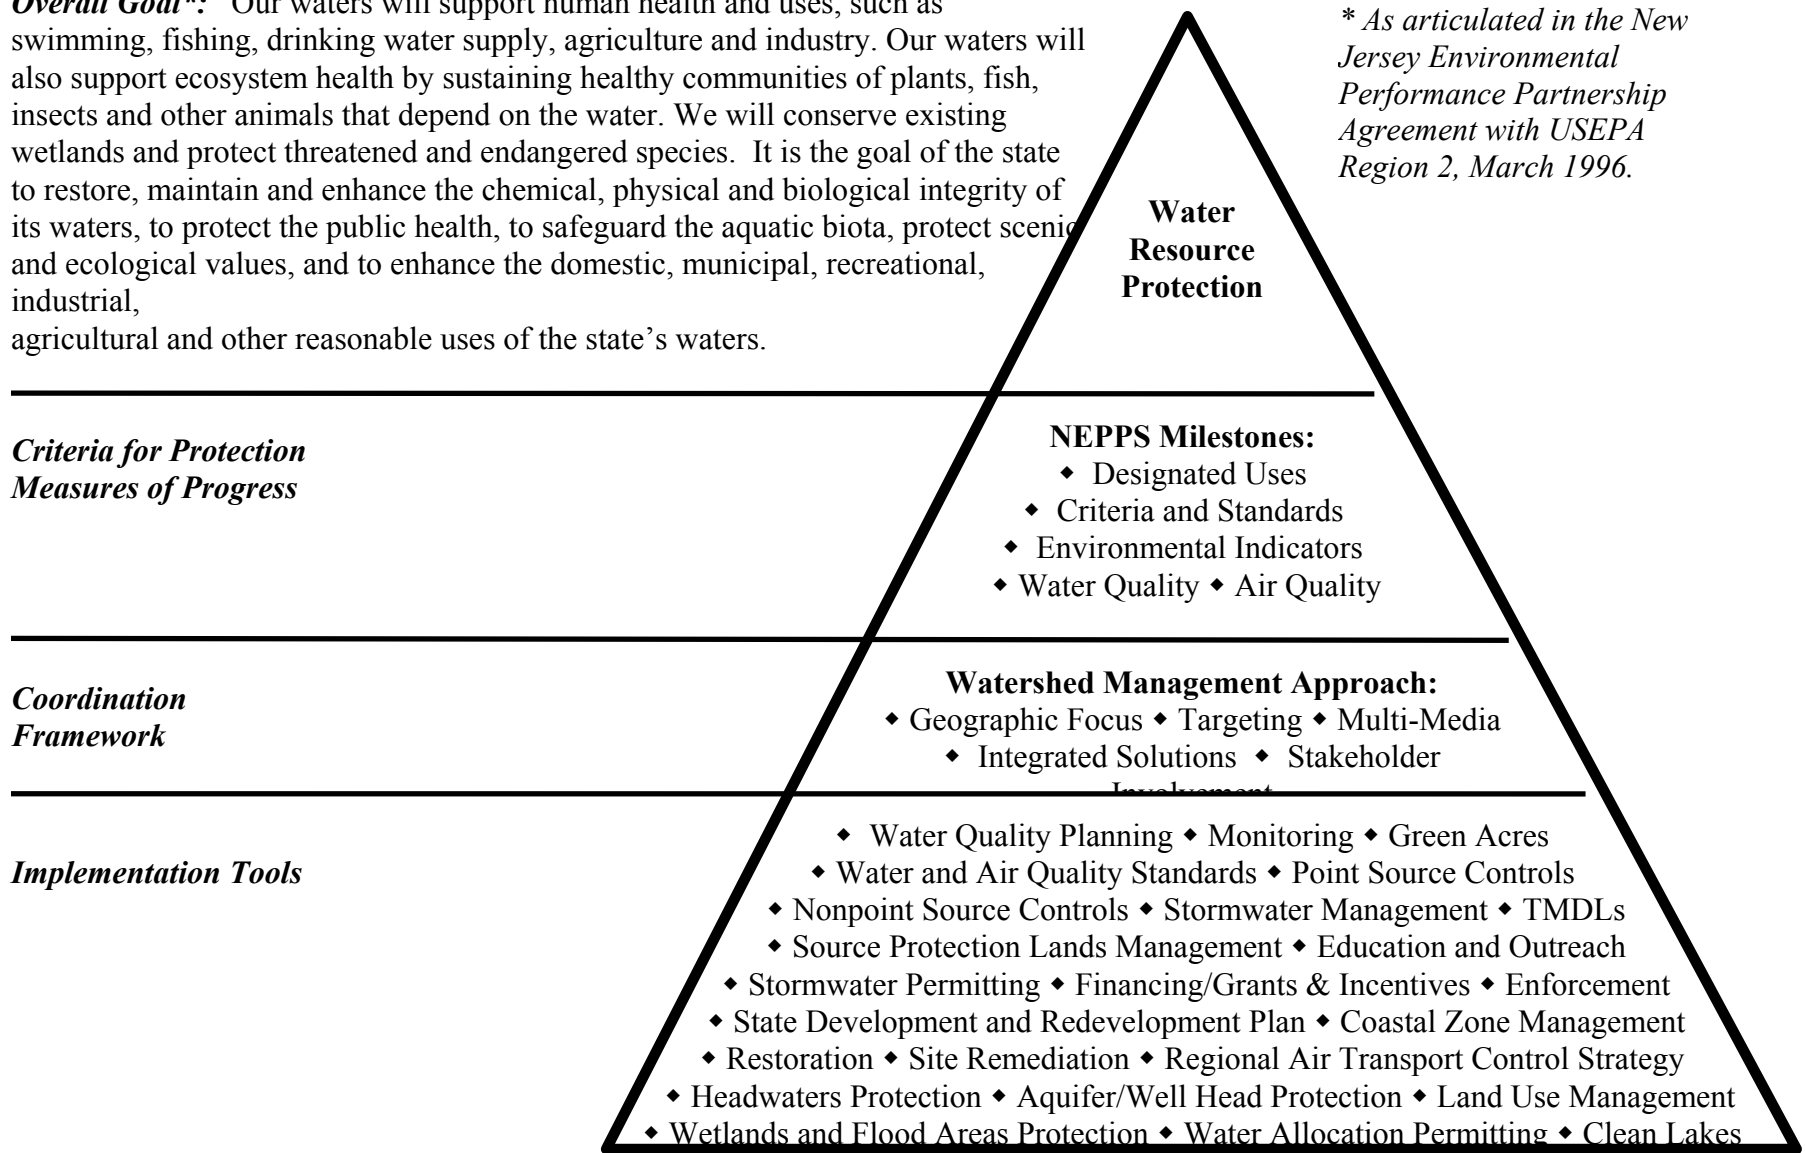 Overall Goal*: Our waters will support human health and uses, such as
swimming, fishing, drinking water supply, agriculture and industry. Our waters will
also support ecosystem health by sustaining healthy communities of plants, fish,
insects and other animals that depend on the water. We will conserve existing
wetlands and protect threatened and endangered species. It is the goal of the state
to restore, maintain and enhance the chemical, physical and biological integrity of
its waters, to protect the public health, to safeguard the aquatic biota, protect scenic
and ecological values, and to enhance the domestic, municipal, recreational,
industrial,
agricultural and other reasonable uses of the state’s waters.
* As articulated in the New
Jersey Environmental
Performance Partnership
Agreement with USEPA
Region 2, March 1996.
Water
Resource
Protection
Criteria for Protection
Measures of Progress
NEPPS Milestones:
◆ Designated Uses
◆ Criteria and Standards
◆ Environmental Indicators
◆ Water Quality ◆ Air Quality
Coordination
Framework
Watershed Management Approach:
◆ Geographic Focus ◆ Targeting ◆ Multi-Media
◆ Integrated Solutions ◆ Stakeholder
Involvement
Implementation Tools
◆ Water Quality Planning ◆ Monitoring ◆ Green Acres
◆ Water and Air Quality Standards ◆ Point Source Controls
◆ Nonpoint Source Controls ◆ Stormwater Management ◆ TMDLs
◆ Source Protection Lands Management ◆ Education and Outreach
◆ Stormwater Permitting ◆ Financing/Grants & Incentives ◆ Enforcement
◆ State Development and Redevelopment Plan ◆ Coastal Zone Management
◆ Restoration ◆ Site Remediation ◆ Regional Air Transport Control Strategy
◆ Headwaters Protection ◆ Aquifer/Well Head Protection ◆ Land Use Management
◆ Wetlands and Flood Areas Protection ◆ Water Allocation Permitting ◆ Clean Lakes